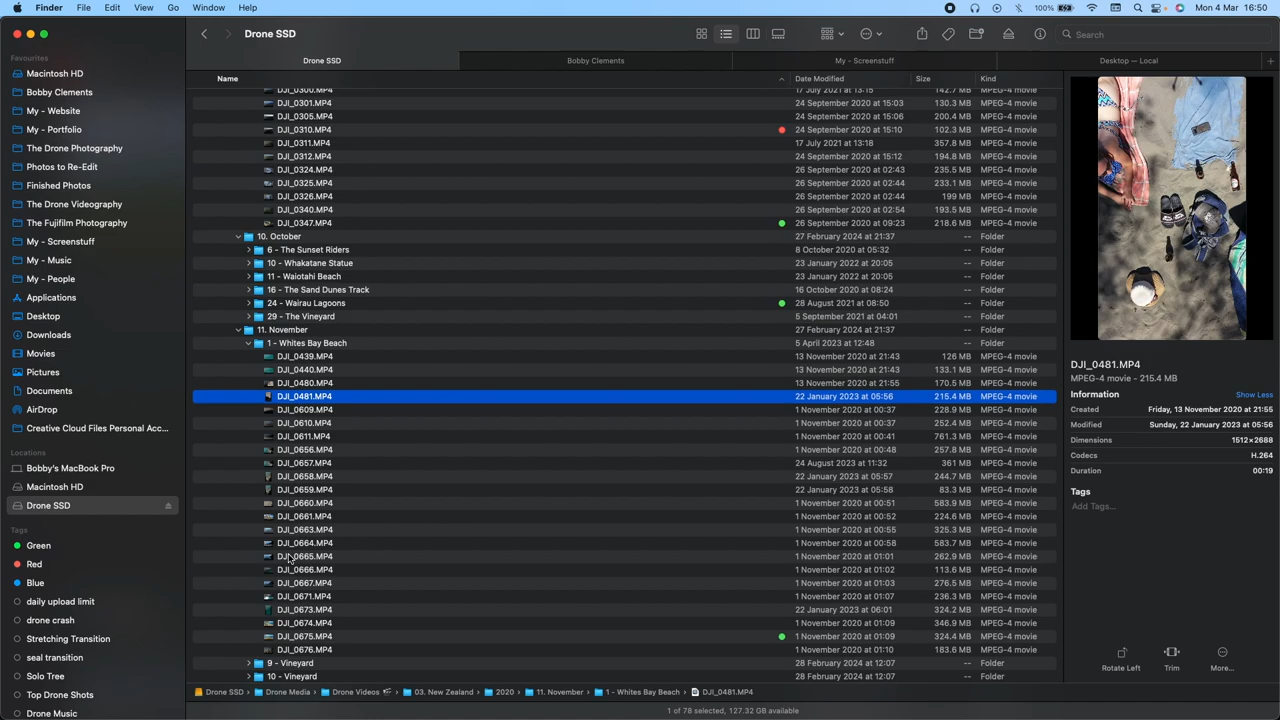 Finder File Edit View Go Window Help 100% Mon 4 Mar 16:50
Drone SSD Search
Drone SSD Bobby Clements My - Screenstuff Desktop — Local
Favourites
Macintosh HD
Bobby Clements
My - Website
My - Portfolio
The Drone Photography
Photos to Re-Edit
Finished Photos
The Drone Videography
The Fujifilm Photography
My - Screenstuff
My - Music
My - People
Applications
Desktop
Downloads
Movies
Pictures
Documents
AirDrop
Creative Cloud Files Personal Acc...
Locations
Bobby's MacBook Pro
Macintosh HD
Drone SSD
Tags
Green
Red
Blue
daily upload limit
drone crash
Stretching Transition
seal transition
Solo Tree
Top Drone Shots
Drone Music
Name Date Modified Size Kind
DJI_0300.MP4 17 July 2021 at 13:15 142.7 MB MPEG-4 movie
DJI_0301.MP4 24 September 2020 at 15:03 130.3 MB MPEG-4 movie
DJI_0305.MP4 24 September 2020 at 15:06 200.4 MB MPEG-4 movie
DJI_0310.MP4 24 September 2020 at 15:10 102.3 MB MPEG-4 movie
DJI_0311.MP4 17 July 2021 at 13:18 357.8 MB MPEG-4 movie
DJI_0312.MP4 24 September 2020 at 15:12 194.8 MB MPEG-4 movie
DJI_0324.MP4 26 September 2020 at 02:43 235.5 MB MPEG-4 movie
DJI_0325.MP4 26 September 2020 at 02:44 233.1 MB MPEG-4 movie
DJI_0326.MP4 26 September 2020 at 02:44 199 MB MPEG-4 movie
DJI_0340.MP4 26 September 2020 at 02:54 193.5 MB MPEG-4 movie
DJI_0347.MP4 26 September 2020 at 09:23 218.6 MB MPEG-4 movie
10. October 27 February 2024 at 21:37 -- Folder
6 - The Sunset Riders 8 October 2020 at 05:32 -- Folder
10 - Whakatane Statue 23 January 2022 at 20:05 -- Folder
11 - Waiotahi Beach 23 January 2022 at 20:05 -- Folder
16 - The Sand Dunes Track 16 October 2020 at 08:24 -- Folder
24 - Wairau Lagoons 28 August 2021 at 08:50 -- Folder
29 - The Vineyard 5 September 2021 at 04:01 -- Folder
11. November 27 February 2024 at 21:37 -- Folder
1 - Whites Bay Beach 5 April 2023 at 12:48 -- Folder
DJI_0439.MP4 13 November 2020 at 21:43 126 MB MPEG-4 movie
DJI_0440.MP4 13 November 2020 at 21:43 133.1 MB MPEG-4 movie
DJI_0480.MP4 13 November 2020 at 21:55 170.5 MB MPEG-4 movie
DJI_0481.MP4 22 January 2023 at 05:56 215.4 MB MPEG-4 movie
DJI_0609.MP4 1 November 2020 at 00:37 228.9 MB MPEG-4 movie
DJI_0610.MP4 1 November 2020 at 00:37 252.4 MB MPEG-4 movie
DJI_0611.MP4 1 November 2020 at 00:41 761.3 MB MPEG-4 movie
DJI_0656.MP4 1 November 2020 at 00:48 257.8 MB MPEG-4 movie
DJI_0657.MP4 24 August 2023 at 11:32 361 MB MPEG-4 movie
DJI_0658.MP4 22 January 2023 at 05:57 244.7 MB MPEG-4 movie
DJI_0659.MP4 22 January 2023 at 05:58 83.3 MB MPEG-4 movie
DJI_0660.MP4 1 November 2020 at 00:51 583.9 MB MPEG-4 movie
DJI_0661.MP4 1 November 2020 at 00:52 224.6 MB MPEG-4 movie
DJI_0663.MP4 1 November 2020 at 00:55 325.3 MB MPEG-4 movie
DJI_0664.MP4 1 November 2020 at 00:58 583.7 MB MPEG-4 movie
DJI_0665.MP4 1 November 2020 at 01:01 262.9 MB MPEG-4 movie
DJI_0666.MP4 1 November 2020 at 01:02 113.6 MB MPEG-4 movie
DJI_0667.MP4 1 November 2020 at 01:03 276.5 MB MPEG-4 movie
DJI_0671.MP4 1 November 2020 at 01:07 236.3 MB MPEG-4 movie
DJI_0673.MP4 22 January 2023 at 06:01 324.2 MB MPEG-4 movie
DJI_0674.MP4 1 November 2020 at 01:09 346.9 MB MPEG-4 movie
DJI_0675.MP4 1 November 2020 at 01:09 324.4 MB MPEG-4 movie
DJI_0676.MP4 1 November 2020 at 01:10 183.6 MB MPEG-4 movie
9 - Vineyard 28 February 2024 at 12:07 -- Folder
10 - Vineyard 28 February 2024 at 12:07 -- Folder
Drone SSD Drone Media Drone Videos 03. New Zealand 2020 11. November 1 - Whites Bay Beach DJI_0481.MP4
1 of 78 selected, 127.32 GB available
DJI_0481.MP4
MPEG-4 movie - 215.4 MB
Information Show Less
Created Friday, 13 November 2020 at 21:55
Modified Sunday, 22 January 2023 at 05:56
Dimensions 1512×2688
Codecs H.264
Duration 00:19
Tags
Add Tags...
Rotate Left Trim More...